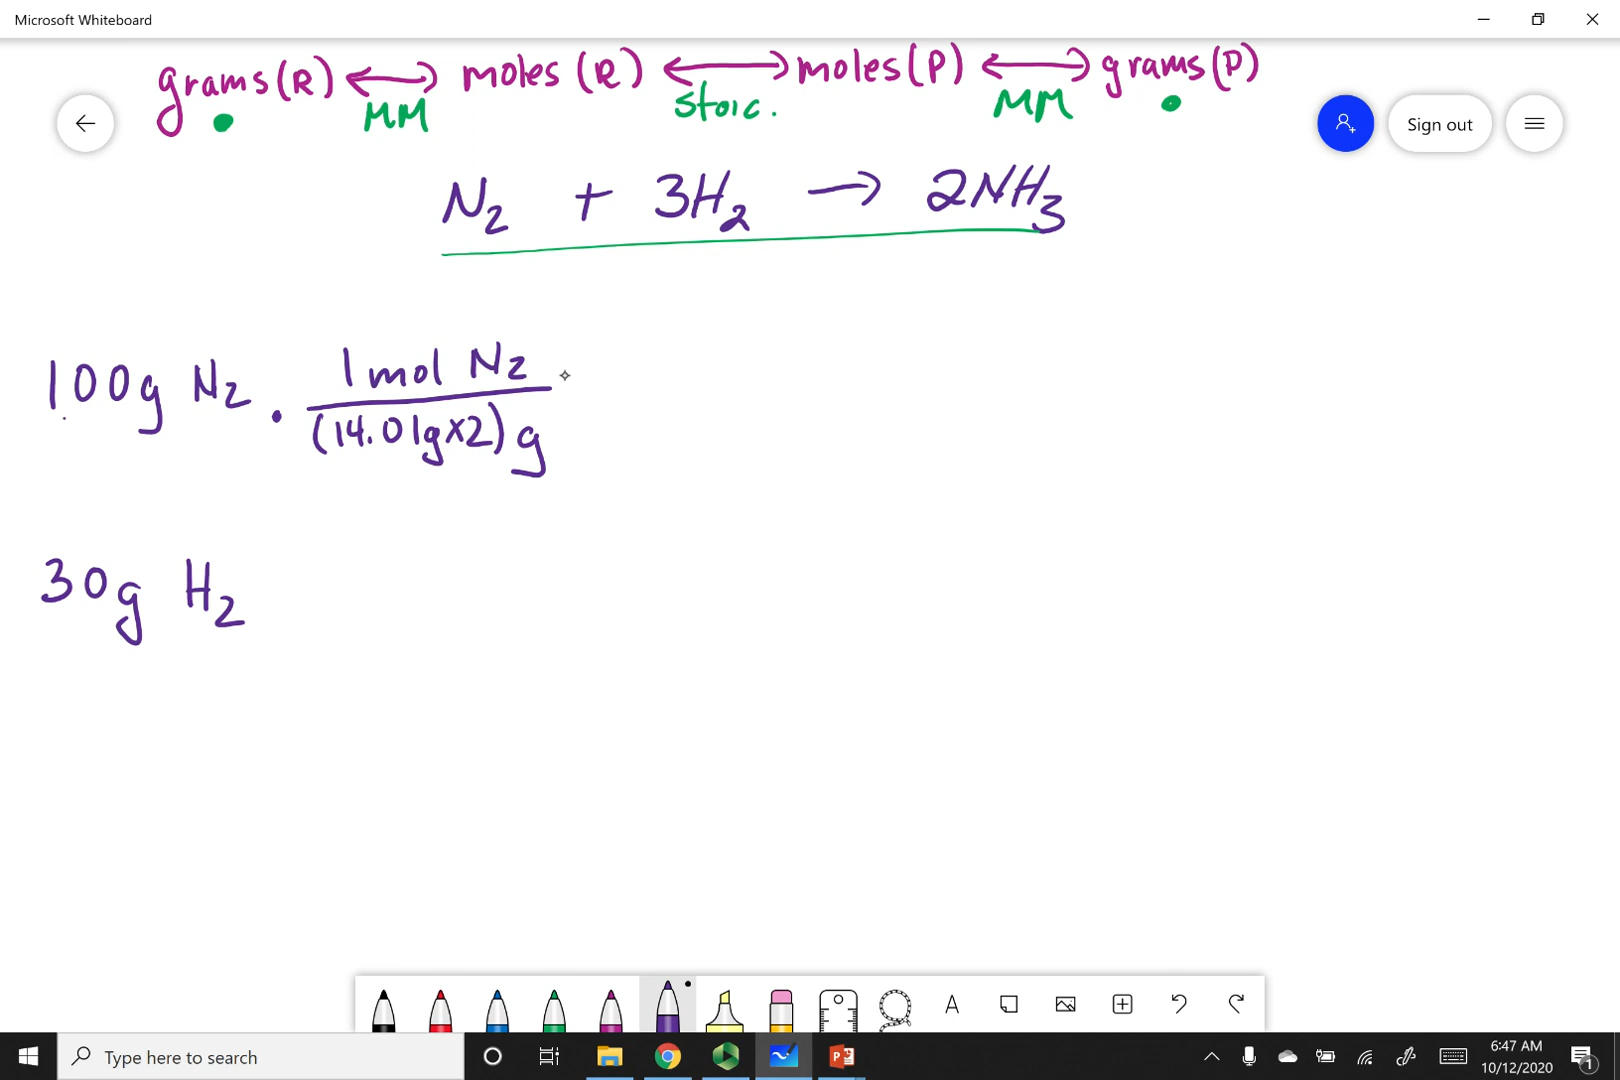 Microsoft Whiteboard
grams(R) ⟷ moles (R) ⟷ moles(P) ⟷ grams(P)
MM stoic. MM
Sign out
N₂ + 3H₂ → 2NH₃
100g N₂ · 1 mol N₂
(14.01g×2) g
30g H₂
A
Type here to search
6:47 AM
10/12/2020
1